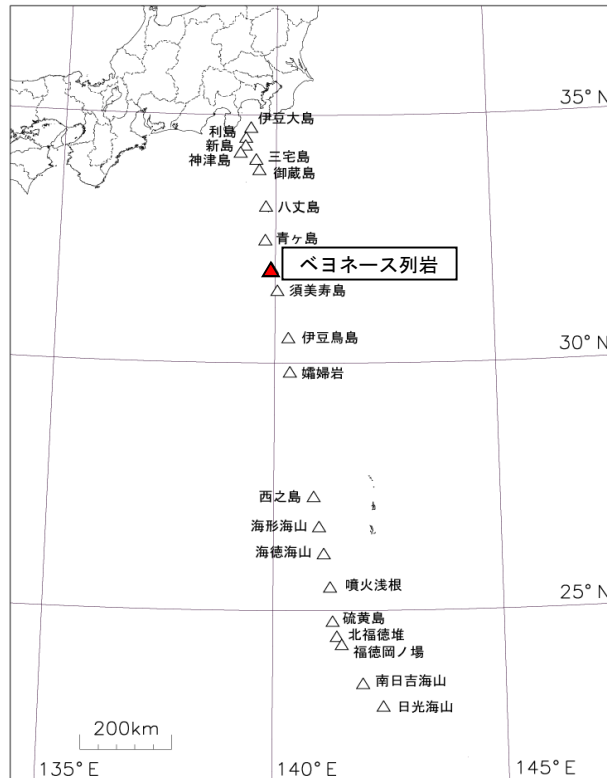 35° N
伊豆大島
利島
新島
神津島
三宅島
御蔵島
八丈島
青ヶ島
ベヨネース列岩
須美寿島
伊豆鳥島
30° N
孀婦岩
西之島
海形海山
海徳海山
噴火浅根
25° N
硫黄島
北福徳堆
福徳岡ノ場
南日吉海山
日光海山
200km
135° E
140° E
145° E